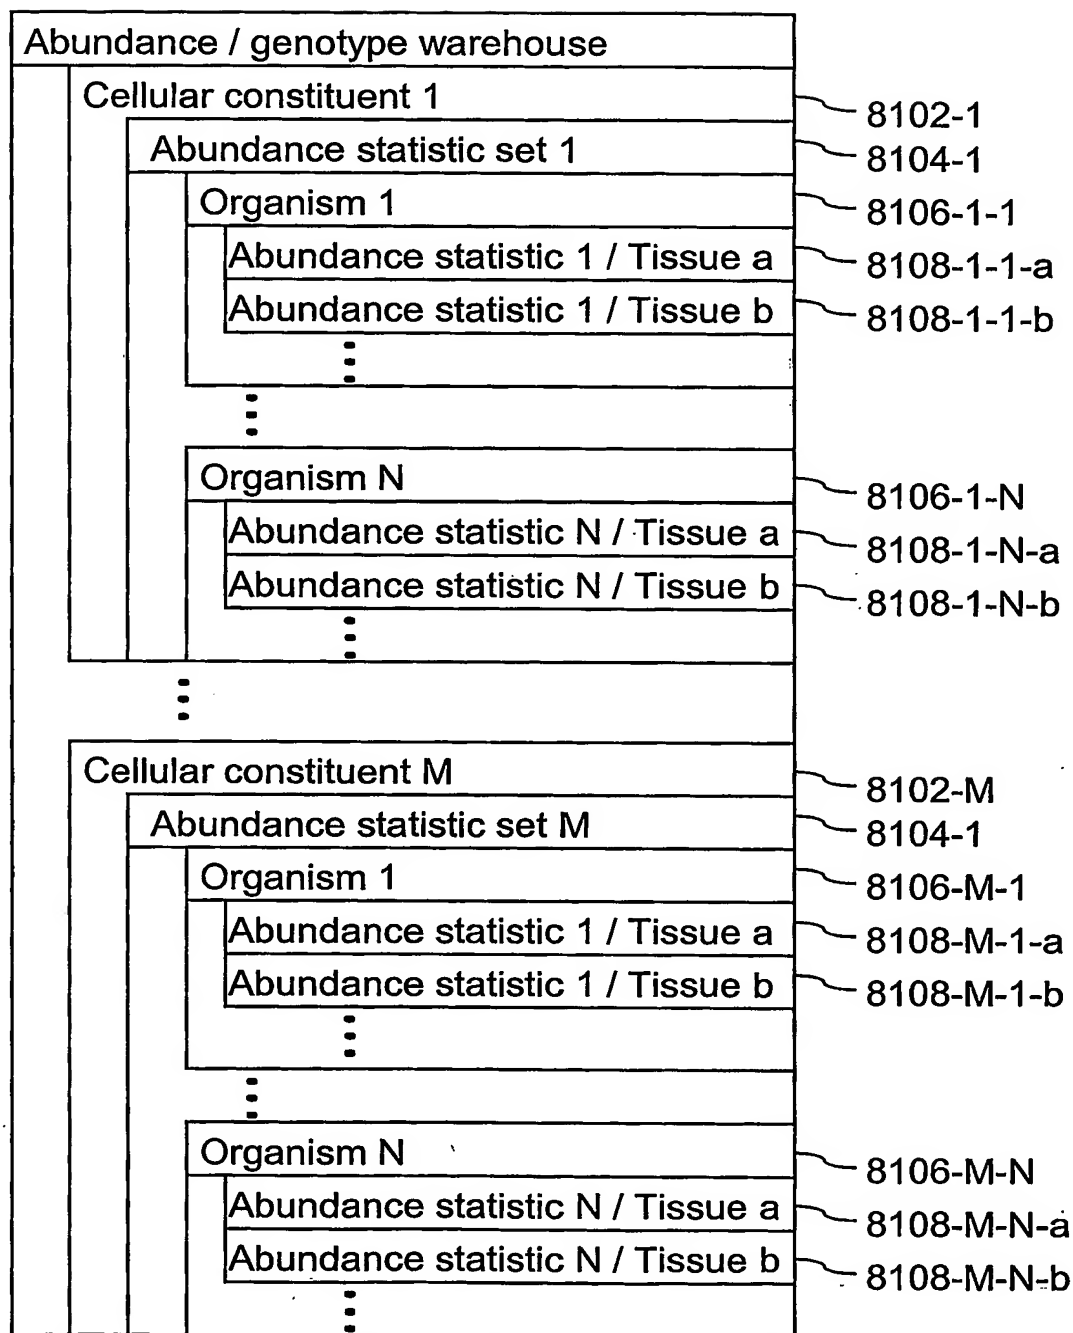 Abundance / genotype warehouse
Cellular constituent 1
8102-1
Abundance statistic set 1
8104-1
Organism 1
8106-1-1
Abundance statistic 1 / Tissue a
8108-1-1-a
Abundance statistic 1 / Tissue b
8108-1-1-b
Organism N
8106-1-N
Abundance statistic N / Tissue a
8108-1-N-a
Abundance statistic N / Tissue b
8108-1-N-b
Cellular constituent M
8102-M
Abundance statistic set M
8104-1
Organism 1
8106-M-1
Abundance statistic 1 / Tissue a
8108-M-1-a
Abundance statistic 1 / Tissue b
8108-M-1-b
Organism N
8106-M-N
Abundance statistic N / Tissue a
8108-M-N-a
Abundance statistic N / Tissue b
8108-M-N-b